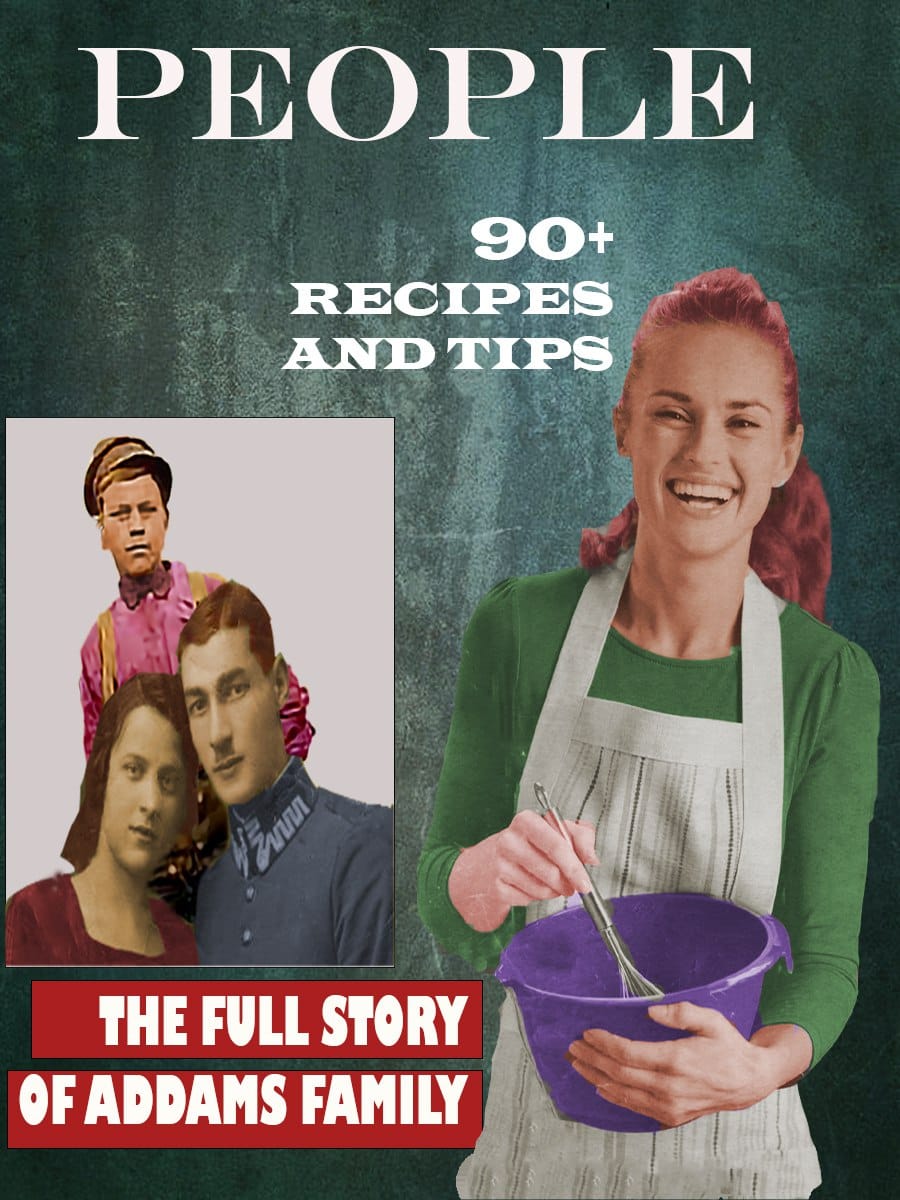 PEOPLE
90+
RECIPES
AND TIPS
THE FULL STORY
OF ADDAMS FAMILY